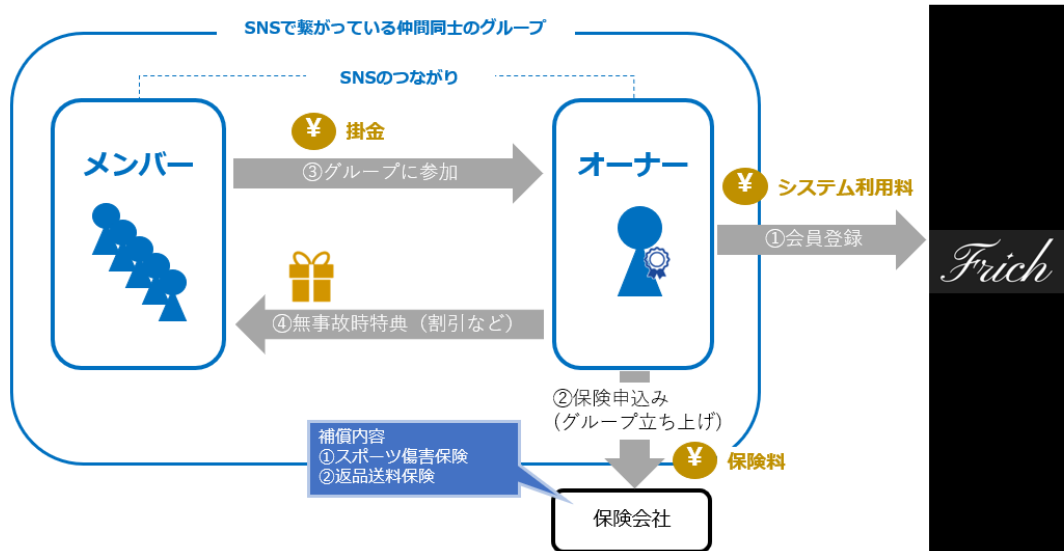 SNSで繋がっている仲間同士のグループ
SNSのつながり
メンバー
¥ 掛金
③グループに参加
オーナー
¥ システム利用料
①会員登録
Frich
④無事故時特典（割引など）
②保険申込み
(グループ立ち上げ)
¥ 保険料
補償内容
①スポーツ傷害保険
②返品送料保険
保険会社